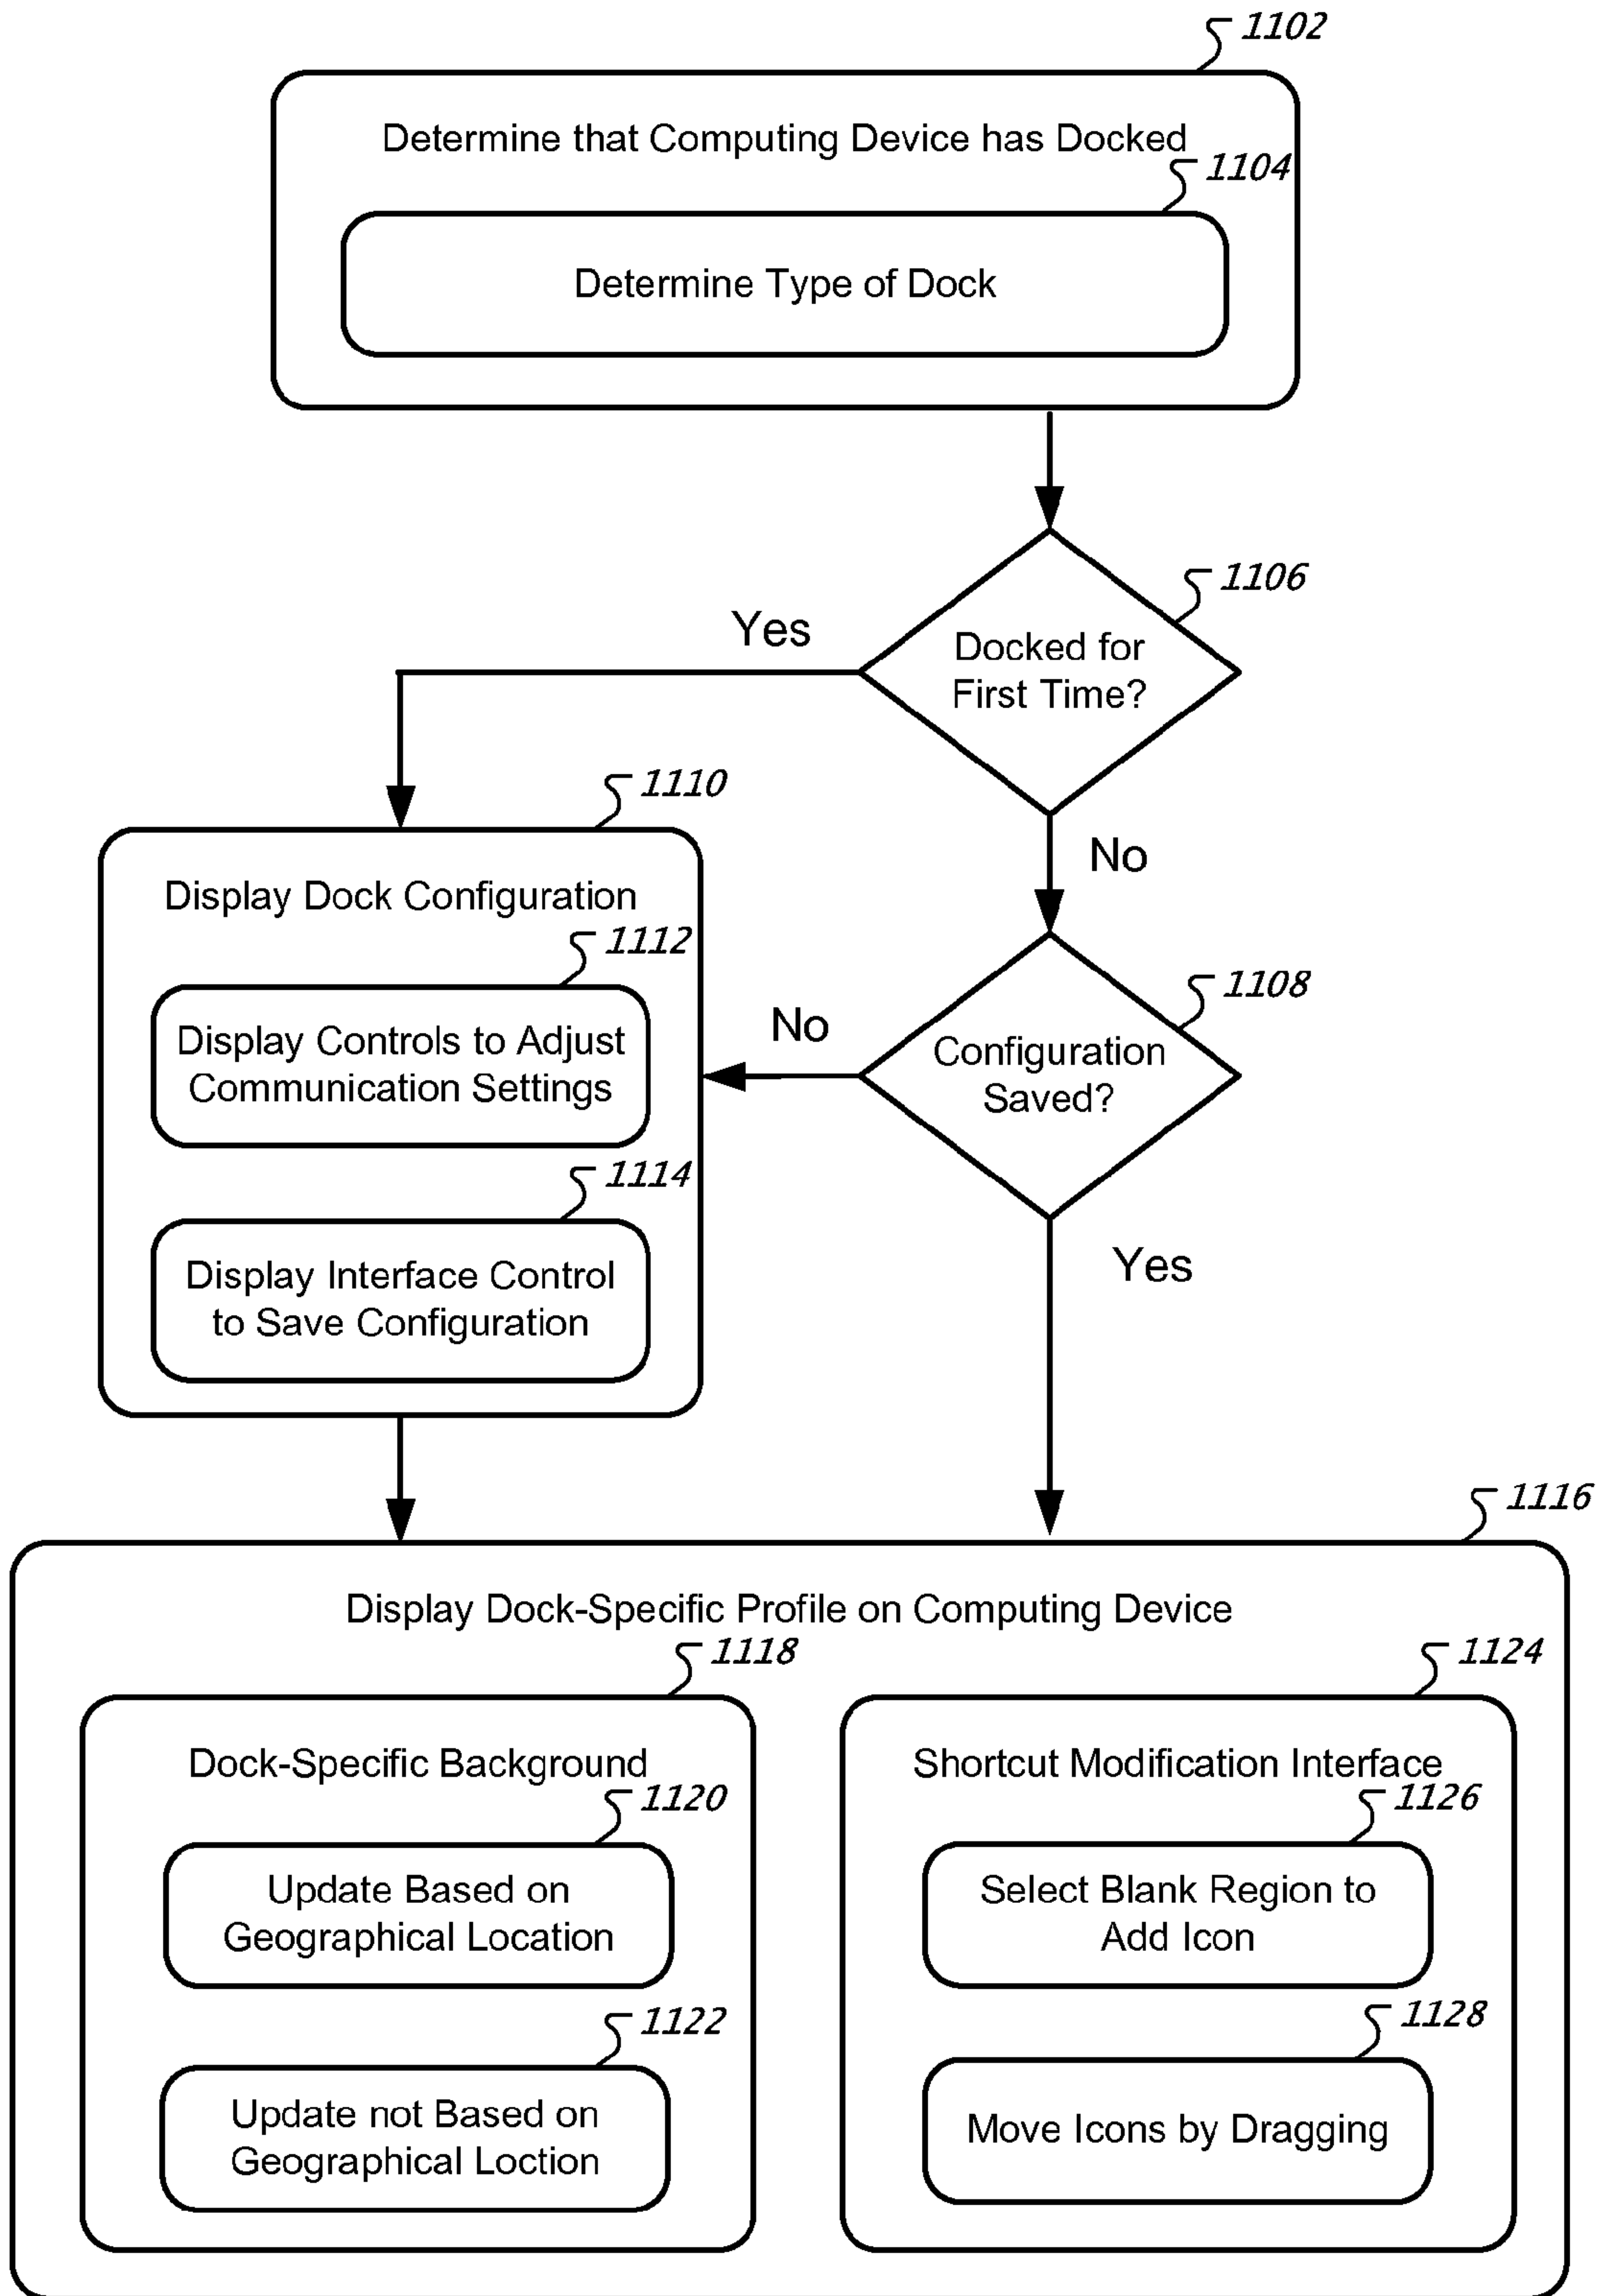 1102
Determine that Computing Device has Docked
1104
Determine Type of Dock
1106
Yes
Docked for
First Time?
1110
No
Display Dock Configuration
1112
1108
Display Controls to Adjust
Communication Settings
No
Configuration
Saved?
1114
Display Interface Control
to Save Configuration
Yes
1116
Display Dock-Specific Profile on Computing Device
1118
Dock-Specific Background
1120
Update Based on
Geographical Location
1122
Update not Based on
Geographical Loction
1124
Shortcut Modification Interface
1126
Select Blank Region to
Add Icon
1128
Move Icons by Dragging